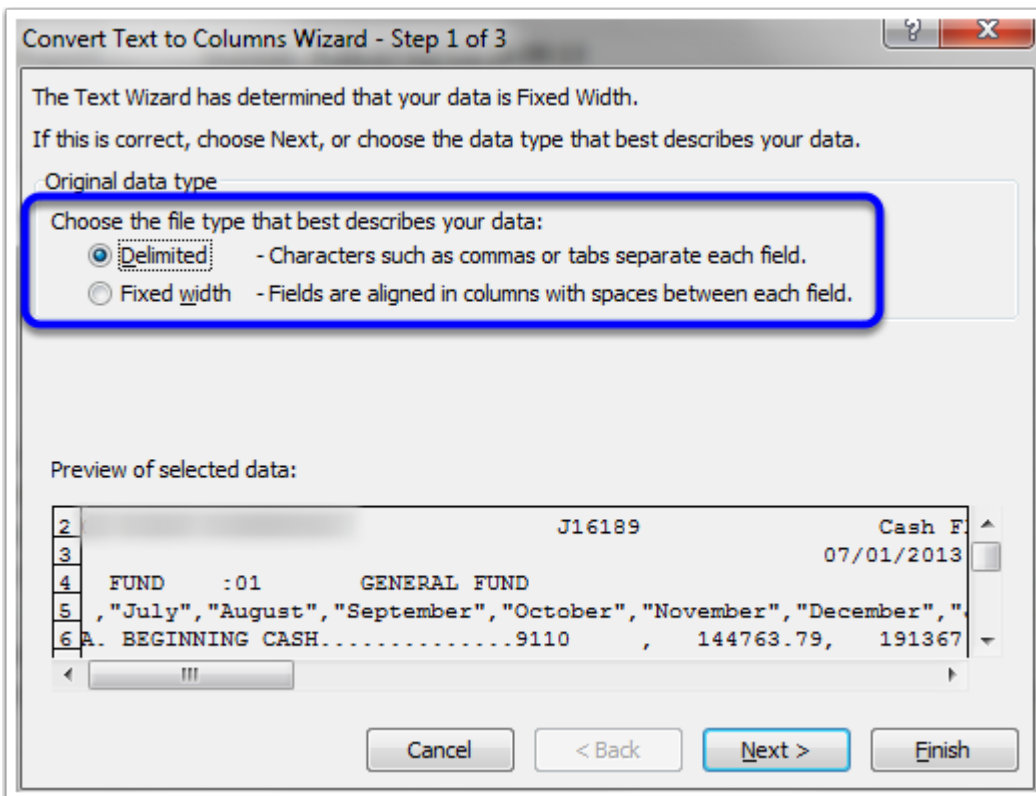 Convert Text to Columns Wizard - Step 1 of 3
The Text Wizard has determined that your data is Fixed Width.
If this is correct, choose Next, or choose the data type that best describes your data.
Original data type
Choose the file type that best describes your data:
Delimited - Characters such as commas or tabs separate each field.
Fixed width - Fields are aligned in columns with spaces between each field.
Preview of selected data:
2 J16189 Cash
3 07/01/2013
4 FUND :01 GENERAL FUND
5 ,"July","August","September","October","November","December","
6 A. BEGINNING CASH..............9110 , 144763.79, 191367
Cancel < Back Next > Finish